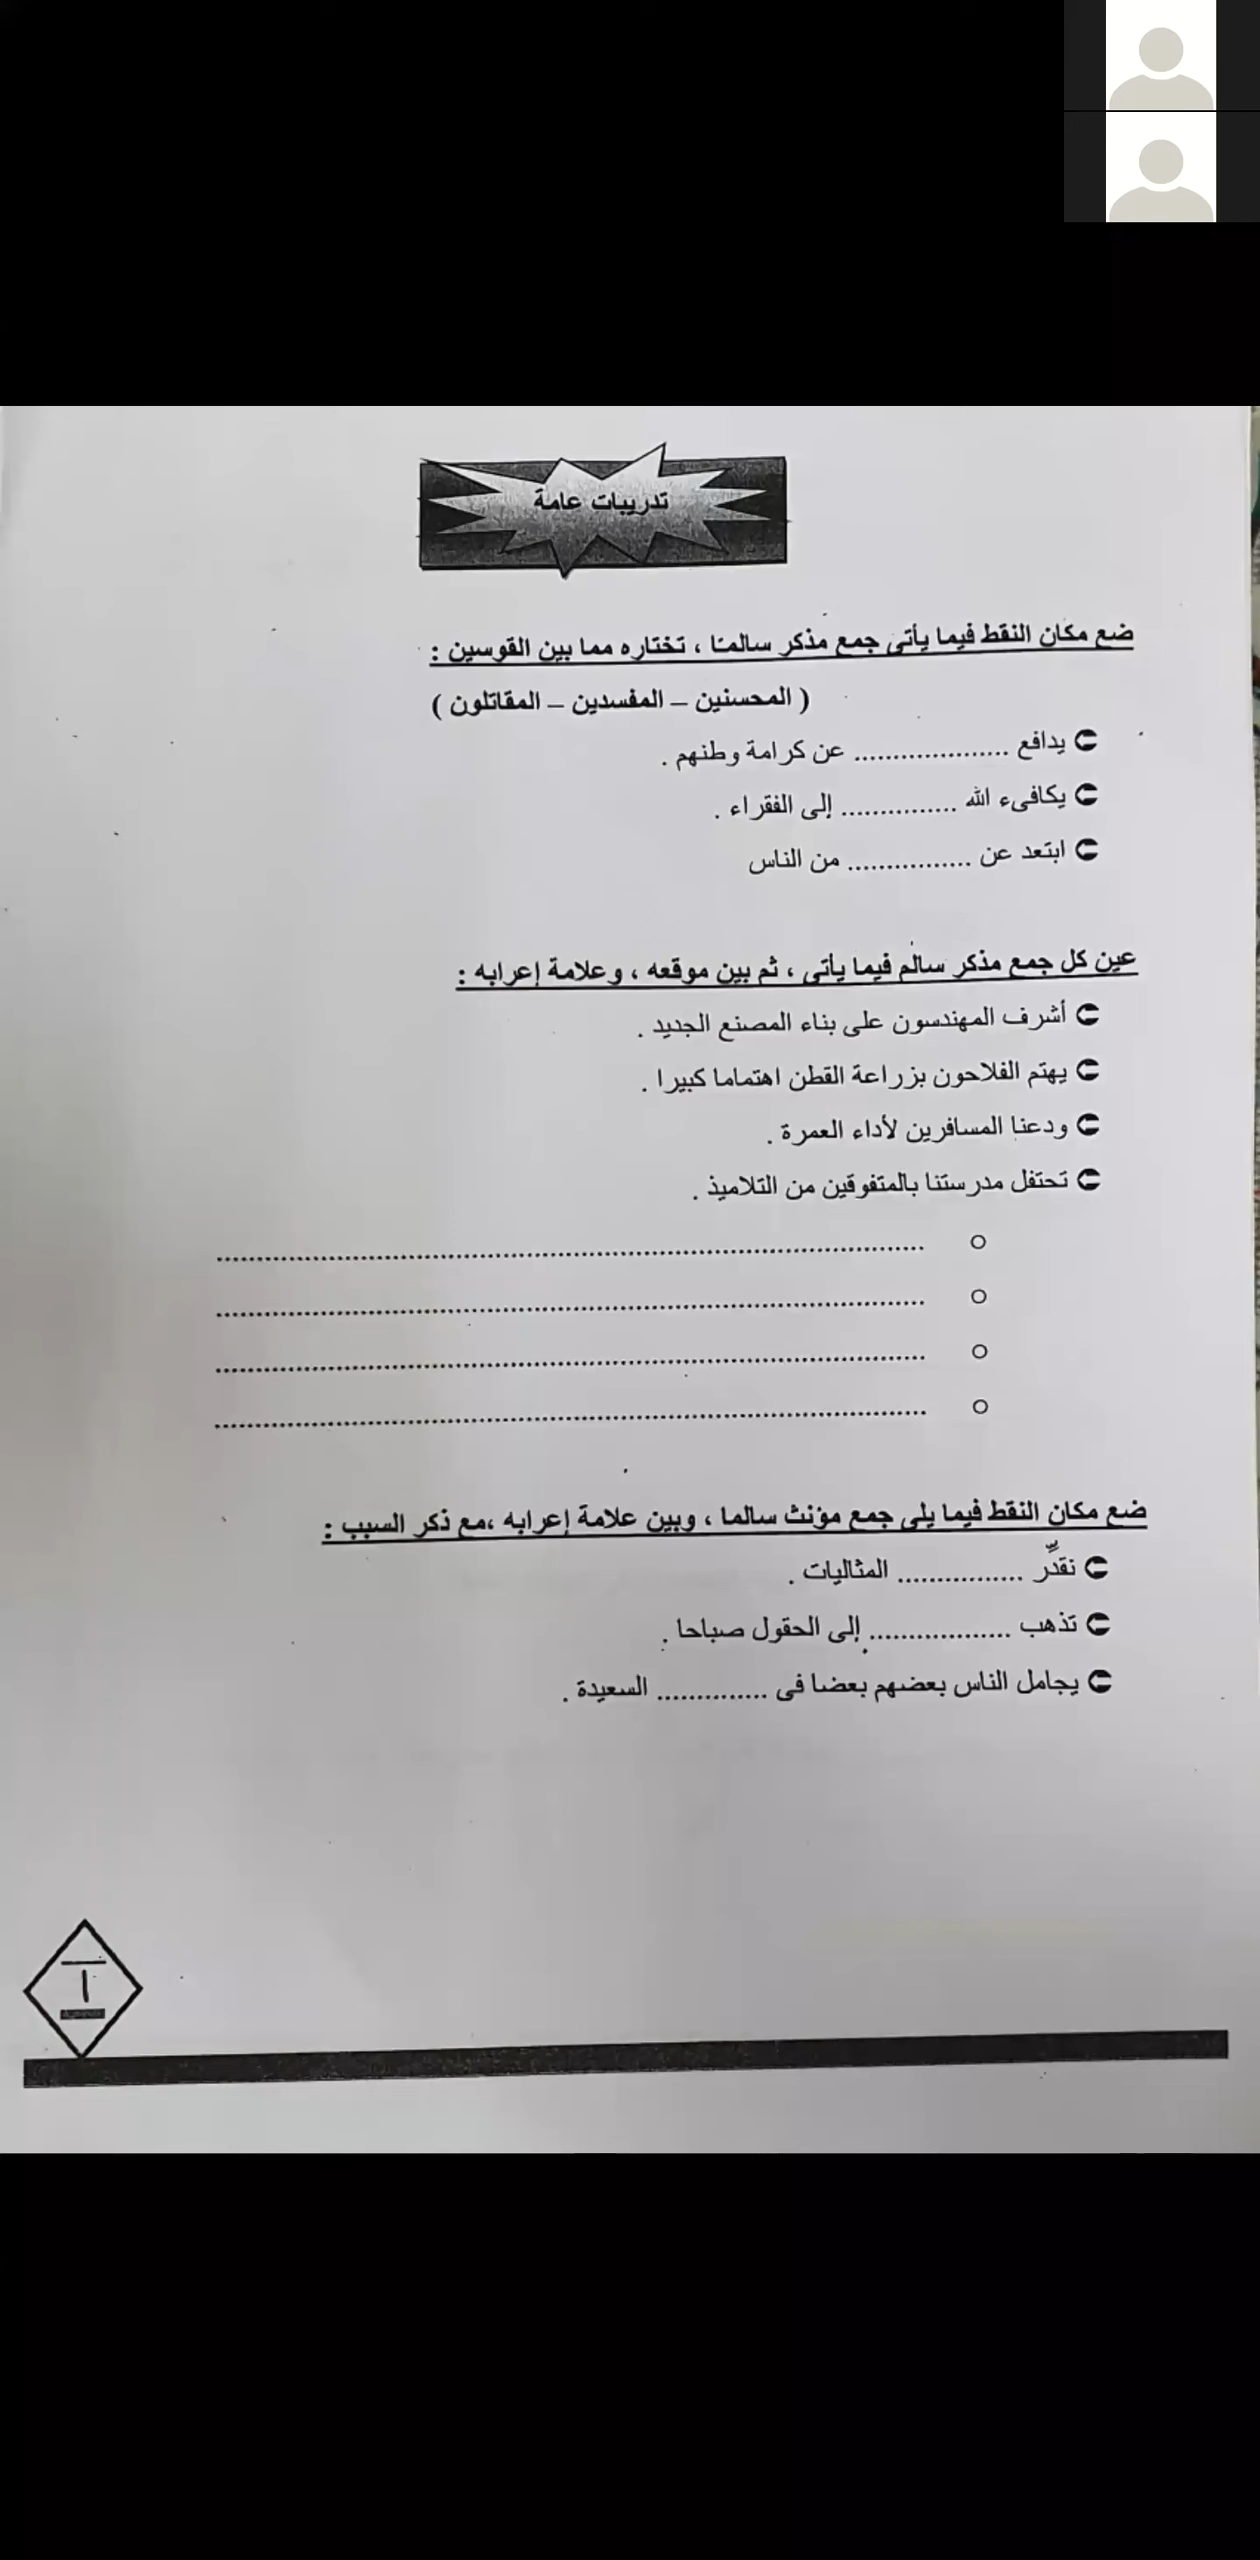 تدريبات عامة
ضع مكان النقط فيما يأتى جمع مذكر سالمـًا ، تختاره مما بين القوسين :
( المحسنين – المفسدين – المقاتلون )
يدافع .................... عن كرامة وطنهم .
يكافىء الله ............... إلى الفقراء .
ابتعد عن ................ من الناس
عين كل جمع مذكر سالم فيما يأتى ، ثم بين موقعه ، وعلامة إعرابه :
أشرف المهندسون على بناء المصنع الجديد .
يهتم الفلاحون بزراعة القطن اهتماما كبيرا .
ودعنا المسافرين لأداء العمرة .
تحتفل مدرستنا بالمتفوقين من التلاميذ .
ضع مكان النقط فيما يلى جمع مؤنث سالما ، وبين علامة إعرابه ،مع ذكر السبب :
نقدِّر ................ المثاليات .
تذهب .................. إلى الحقول صباحا .
يجامل الناس بعضهم بعضا فى .............. السعيدة .
١